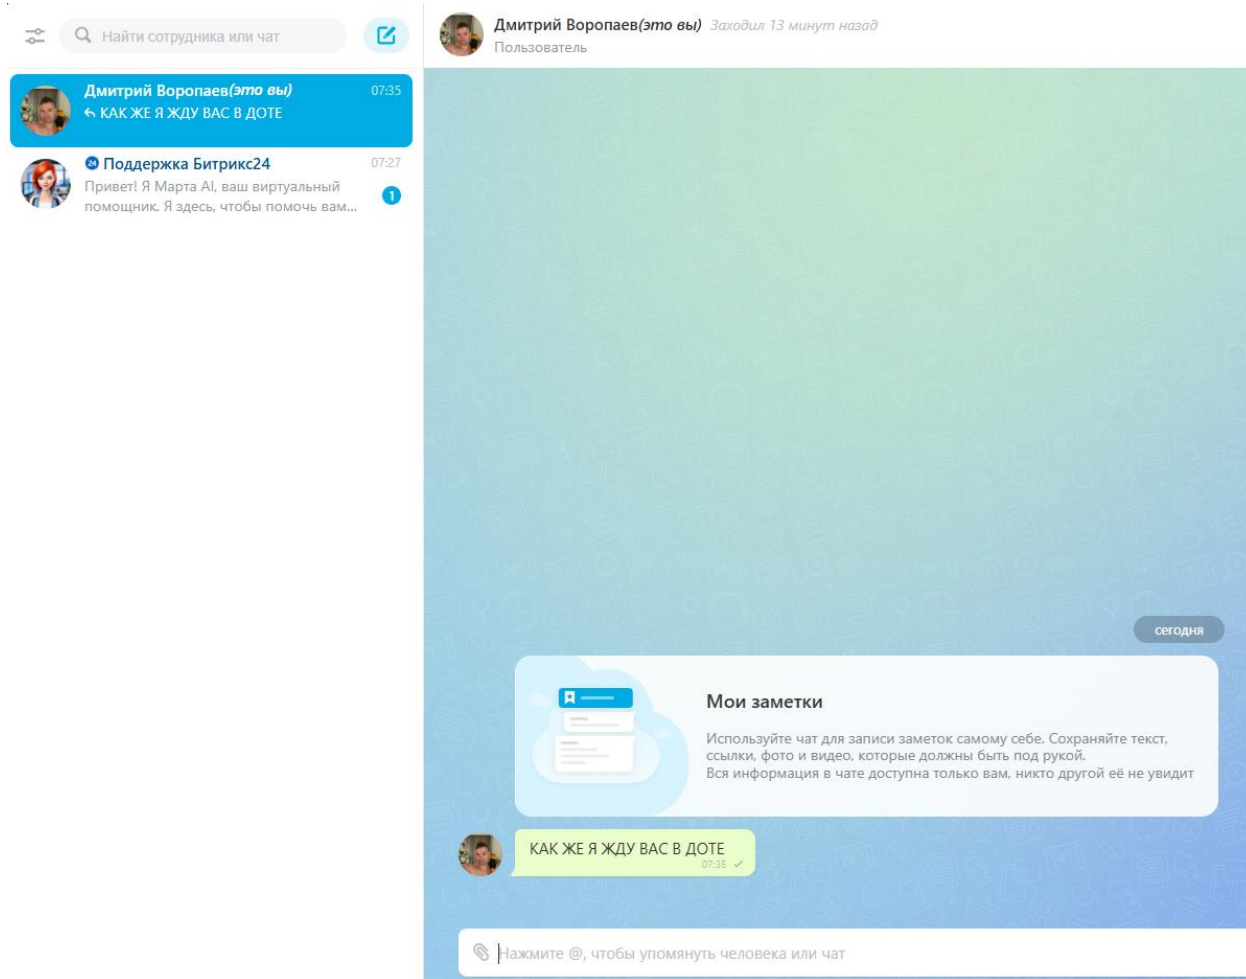 Найти сотрудника или чат
Дмитрий Воропаев(это вы) 07:35
КАК ЖЕ Я ЖДУ ВАС В ДОТЕ
24 Поддержка Битрикс24 07:27
Привет! Я Марта AI, ваш виртуальный
помощник. Я здесь, чтобы помочь вам...
1
Дмитрий Воропаев(это вы) Заходил 13 минут назад
Пользователь
сегодня
Мои заметки
Используйте чат для записи заметок самому себе. Сохраняйте текст,
ссылки, фото и видео, которые должны быть под рукой.
Вся информация в чате доступна только вам, никто другой её не увидит
КАК ЖЕ Я ЖДУ ВАС В ДОТЕ
07:35
Нажмите @, чтобы упомянуть человека или чат